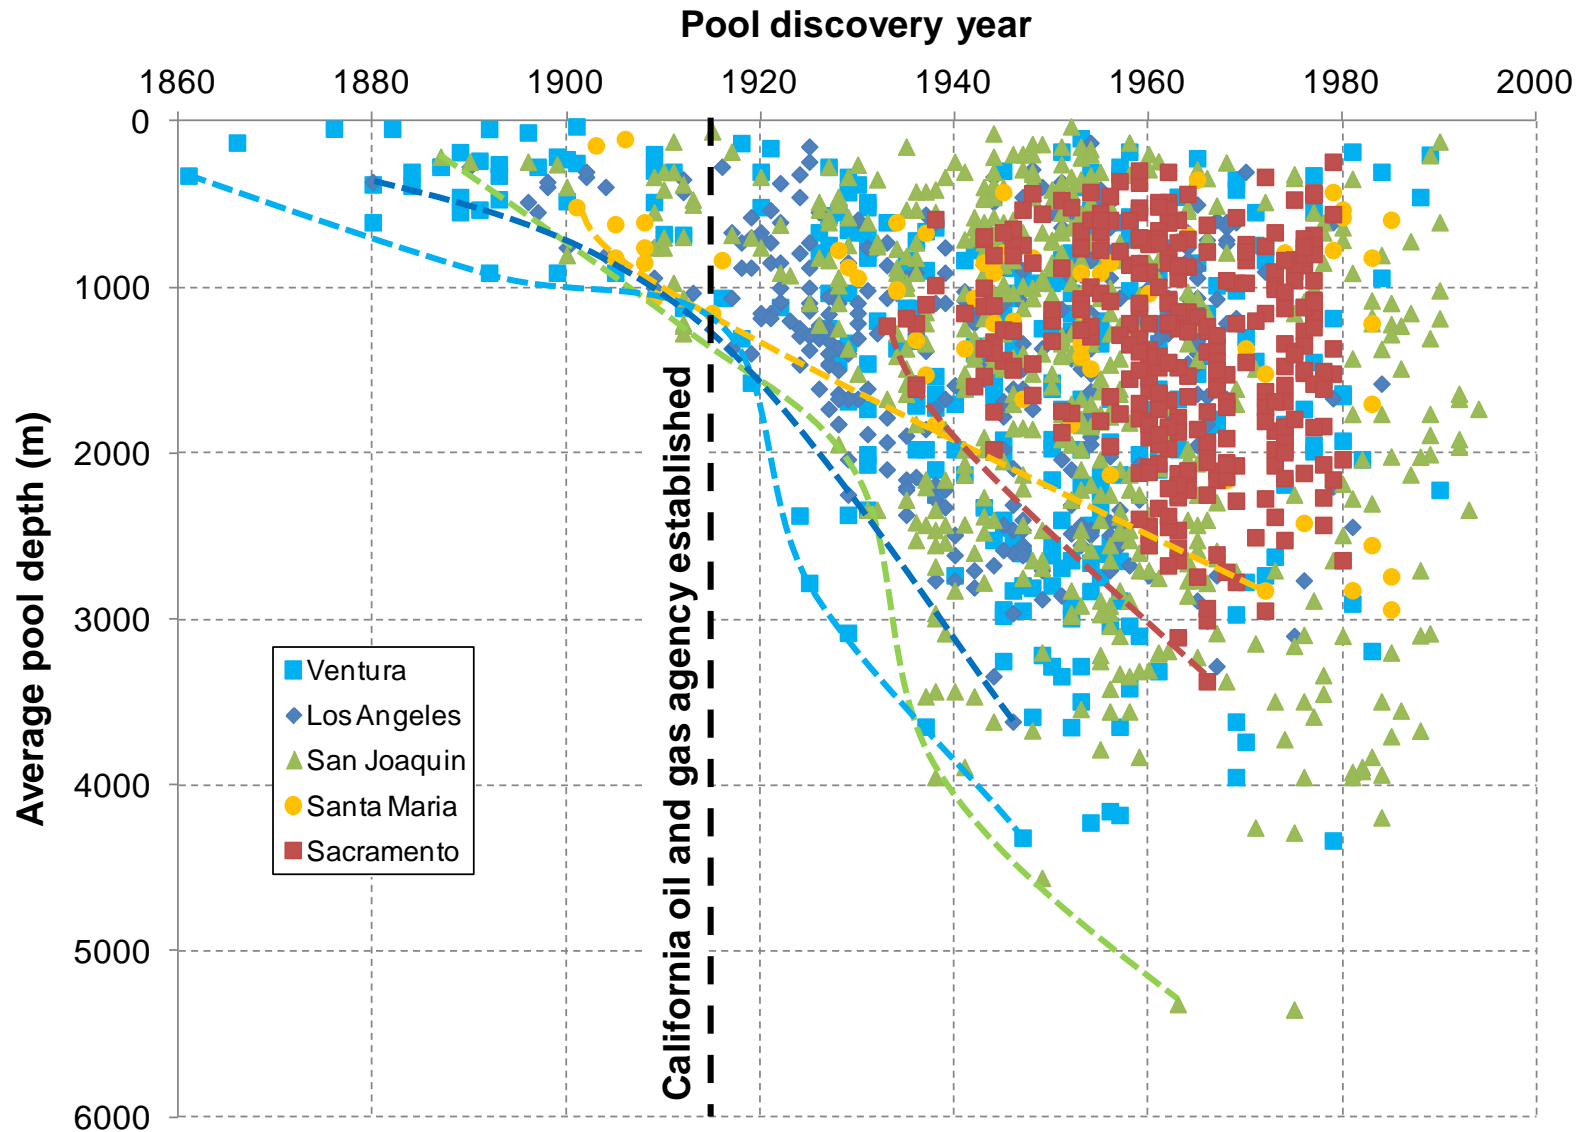 Pool discovery year
1860 1880 1900 1920 1940 1960 1980 2000
0
1000
2000
3000
4000
5000
6000
Average pool depth (m)
California oil and gas agency established
Ventura
Los Angeles
San Joaquin
Santa Maria
Sacramento